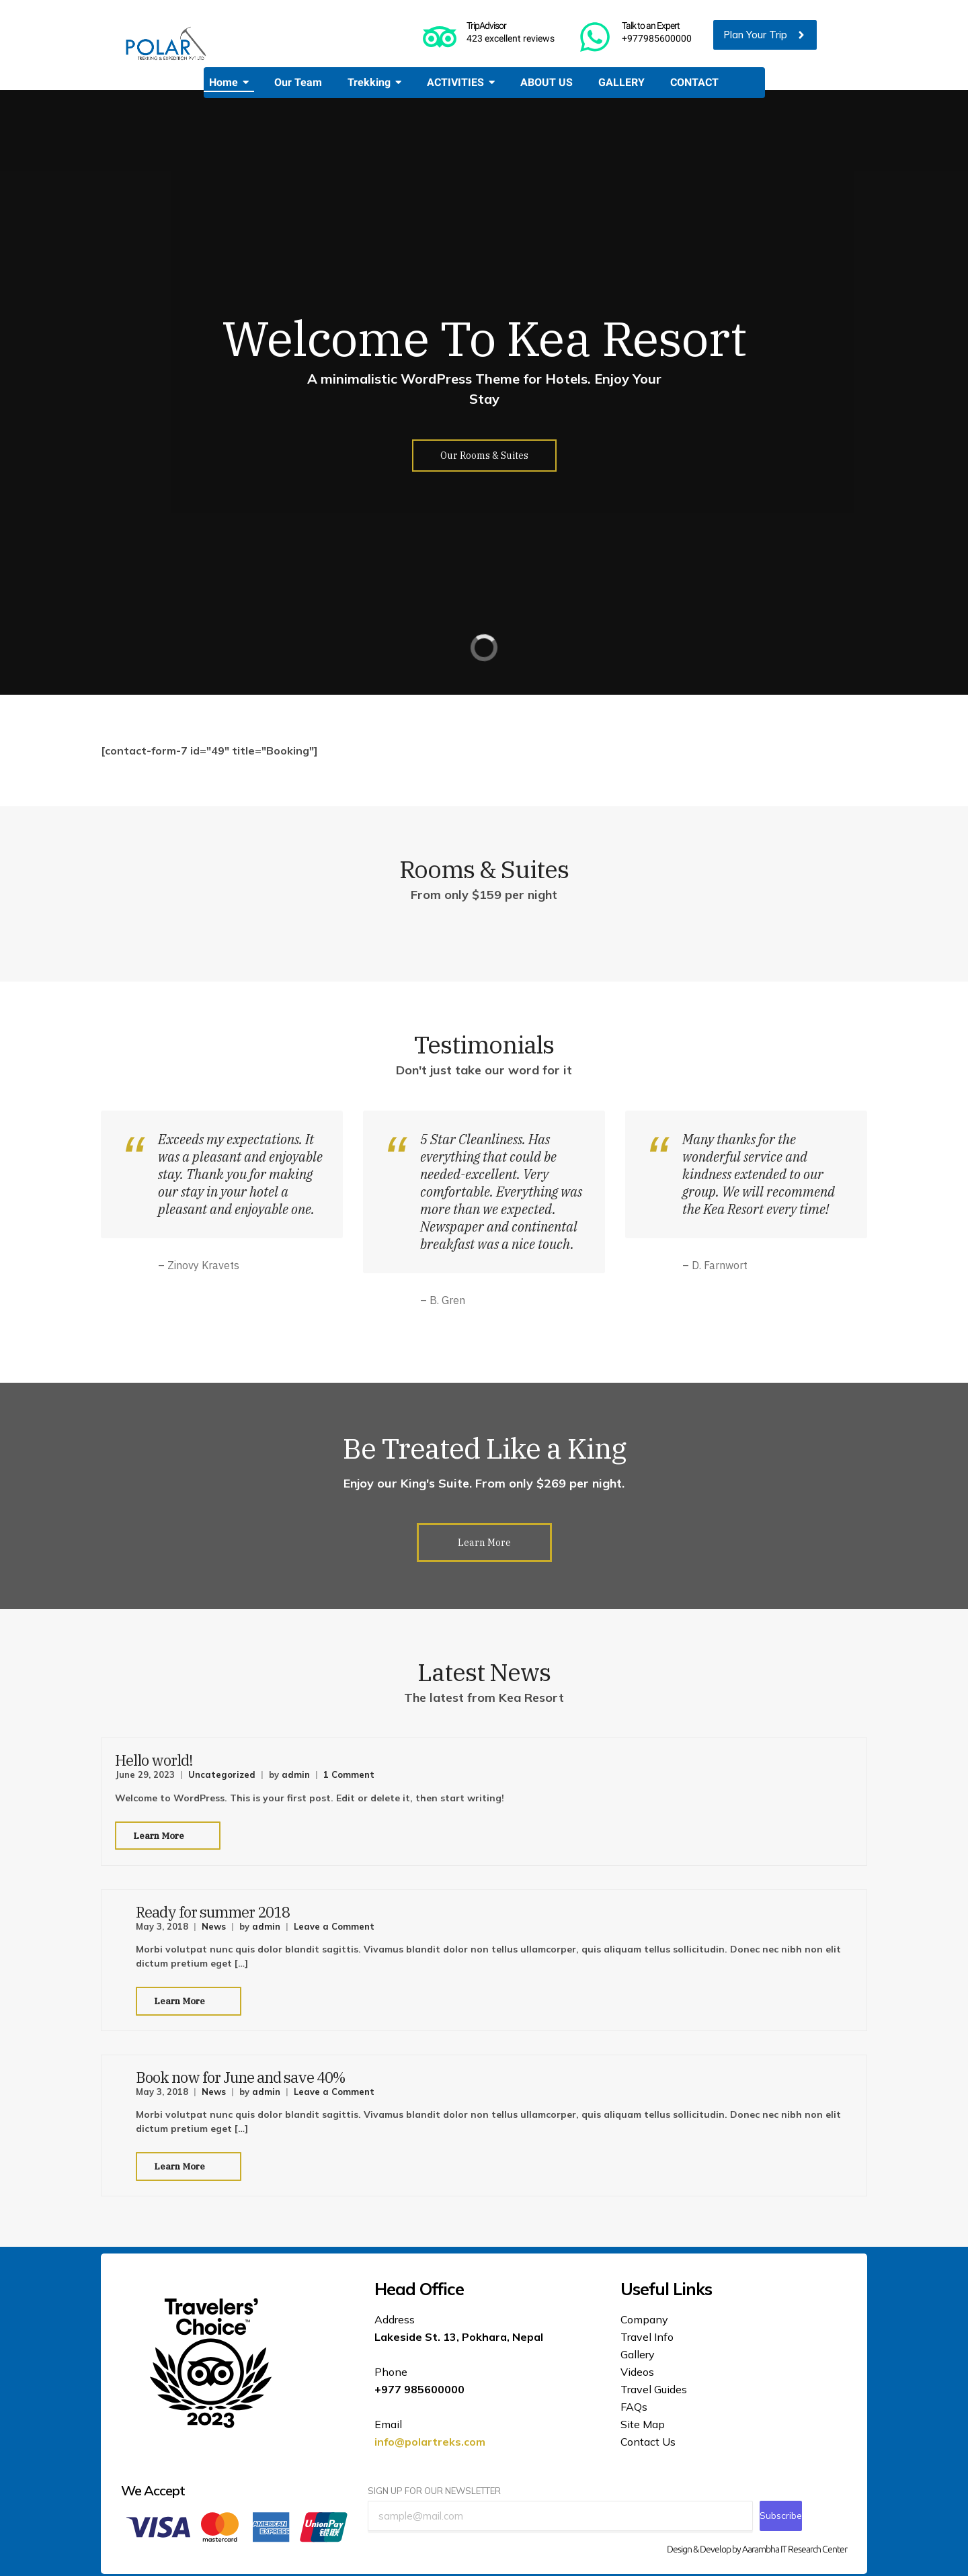 POLAR
TREKKING & EXPEDITION PVT.LTD
TripAdvisor
423 excellent reviews
Talk to an Expert
+977985600000
Plan Your Trip
Home
Our Team
Trekking
ACTIVITIES
ABOUT US
GALLERY
CONTACT
Welcome To Kea Resort
A minimalistic WordPress Theme for Hotels. Enjoy Your
Stay
Our Rooms & Suites
[contact-form-7 id="49" title="Booking"]
Rooms & Suites
From only $159 per night
Testimonials
Don't just take our word for it
“ Exceeds my expectations. It
was a pleasant and enjoyable
stay. Thank you for making
our stay in your hotel a
pleasant and enjoyable one.
– Zinovy Kravets
“ 5 Star Cleanliness. Has
everything that could be
needed-excellent. Very
comfortable. Everything was
more than we expected.
Newspaper and continental
breakfast was a nice touch.
– B. Gren
“ Many thanks for the
wonderful service and
kindness extended to our
group. We will recommend
the Kea Resort every time!
– D. Farnwort
Be Treated Like a King
Enjoy our King's Suite. From only $269 per night.
Learn More
Latest News
The latest from Kea Resort
Hello world!
June 29, 2023 | Uncategorized | by admin | 1 Comment
Welcome to WordPress. This is your first post. Edit or delete it, then start writing!
Learn More
Ready for summer 2018
May 3, 2018 | News | by admin | Leave a Comment
Morbi volutpat nunc quis dolor blandit sagittis. Vivamus blandit dolor non tellus ullamcorper, quis aliquam tellus sollicitudin. Donec nec nibh non elit
dictum pretium eget [...]
Learn More
Book now for June and save 40%
May 3, 2018 | News | by admin | Leave a Comment
Morbi volutpat nunc quis dolor blandit sagittis. Vivamus blandit dolor non tellus ullamcorper, quis aliquam tellus sollicitudin. Donec nec nibh non elit
dictum pretium eget [...]
Learn More
Travelers'
Choice™
2023
Head Office
Address
Lakeside St. 13, Pokhara, Nepal
Phone
+977 985600000
Email
info@polartreks.com
Useful Links
Company
Travel Info
Gallery
Videos
Travel Guides
FAQs
Site Map
Contact Us
We Accept
VISA
mastercard
AMERICAN
EXPRESS
UnionPay
银联
SIGN UP FOR OUR NEWSLETTER
sample@mail.com
Subscribe
Design & Develop by Aarambha IT Research Center